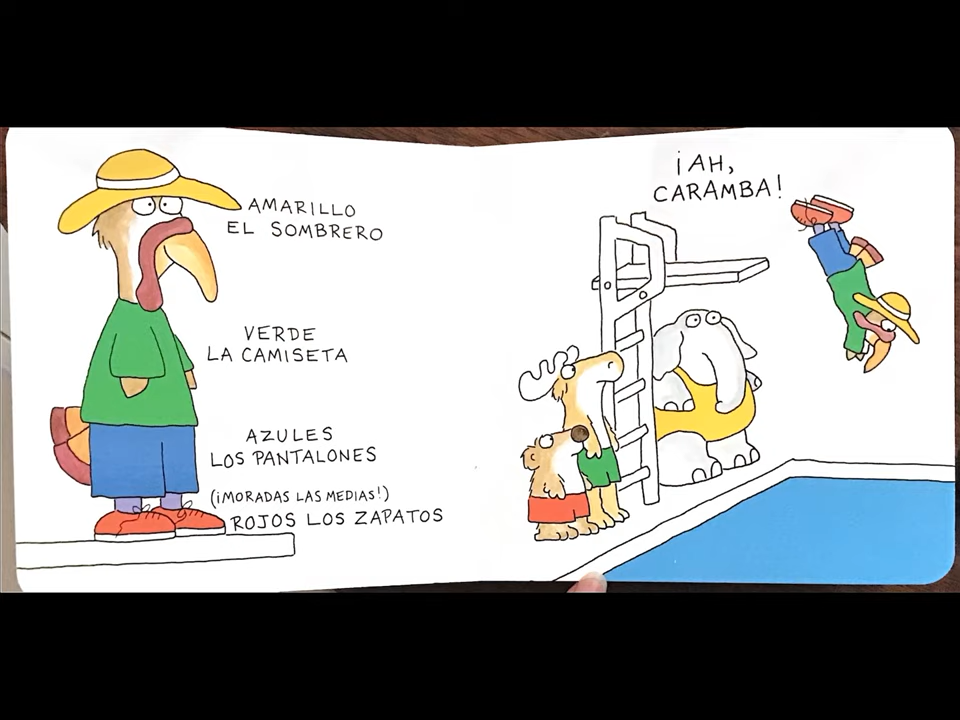 AMARILLO
EL SOMBRERO
VERDE
LA CAMISETA
AZULES
LOS PANTALONES
(¡MORADAS LAS MEDIAS!)
ROJOS LOS ZAPATOS
¡AH,
CARAMBA!